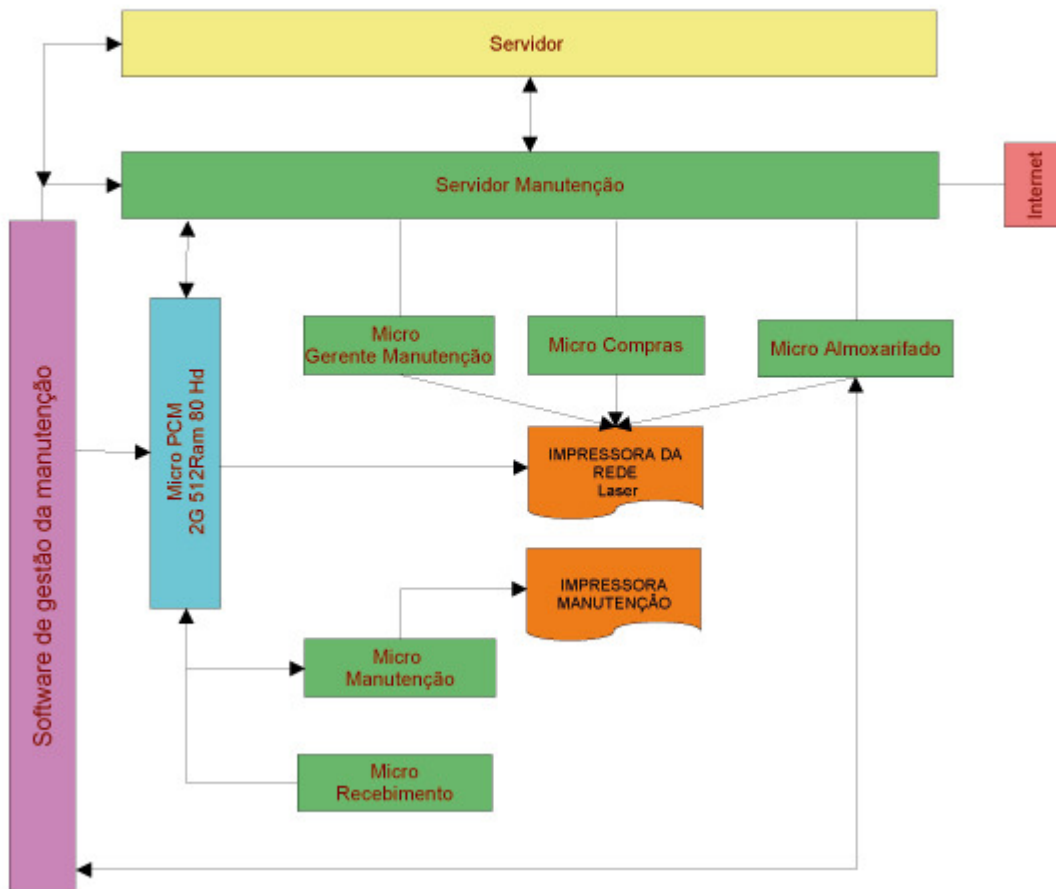 Servidor
Servidor Manutenção
Internet
Software de gestão da manutenção
Micro PCM
2G 512Ram 80 Hd
Micro
Gerente Manutenção
Micro Compras
Micro Almoxarifado
IMPRESSORA DA
REDE
Laser
IMPRESSORA
MANUTENÇÃO
Micro
Manutenção
Micro
Recebimento